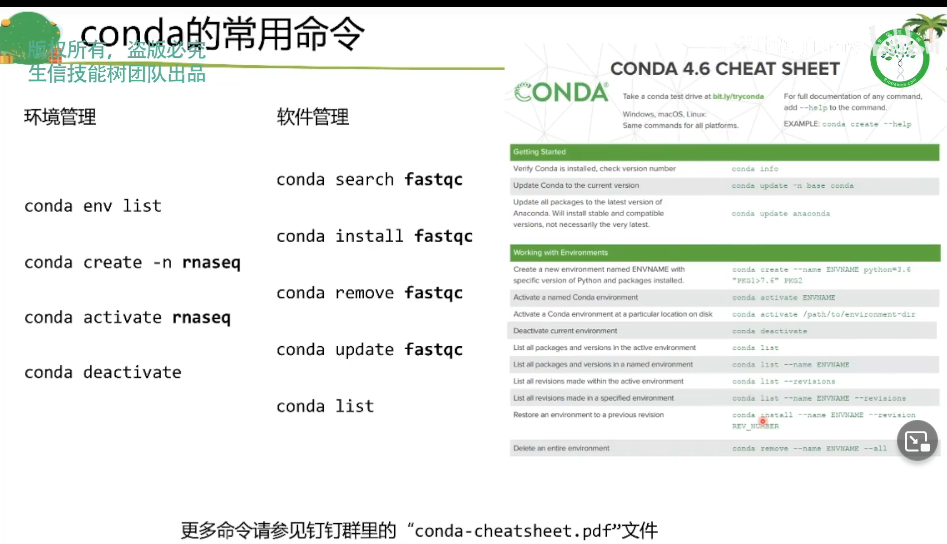 conda的常用命令
版权所有，盗版必究
生信技能树团队出品
环境管理
conda env list
conda create -n rnaseq
conda activate rnaseq
conda deactivate
软件管理
conda search fastqc
conda install fastqc
conda remove fastqc
conda update fastqc
conda list
CONDA 4.6 CHEAT SHEET
CONDA
Take a conda test drive at bit.ly/tryconda
Windows, macOS, Linux:
Same commands for all platforms.
For full documentation of any command,
add --help to the command.
EXAMPLE: conda create --help
Getting Started
Verify Conda is installed, check version number conda info
Update Conda to the current version conda update -n base conda
Update all packages to the latest version of
Anaconda. Will install stable and compatible
versions, not necessarily the very latest.
conda update anaconda
Working with Environments
Create a new environment named ENVNAME with
specific version of Python and packages installed.
conda create --name ENVNAME python=3.6
"PKG1>7.6" PKG2
Activate a named Conda environment conda activate ENVNAME
Activate a Conda environment at a particular location on disk conda activate /path/to/environment-dir
Deactivate current environment conda deactivate
List all packages and versions in the active environment conda list
List all packages and versions in a named environment conda list --name ENVNAME
List all revisions made within the active environment conda list --revisions
List all revisions made in a specified environment conda list --name ENVNAME --revisions
Restore an environment to a previous revision conda install --name ENVNAME --revision
REV_NUMBER
Delete an entire environment conda remove --name ENVNAME --all
更多命令请参见钉钉群里的“conda-cheatsheet.pdf”文件